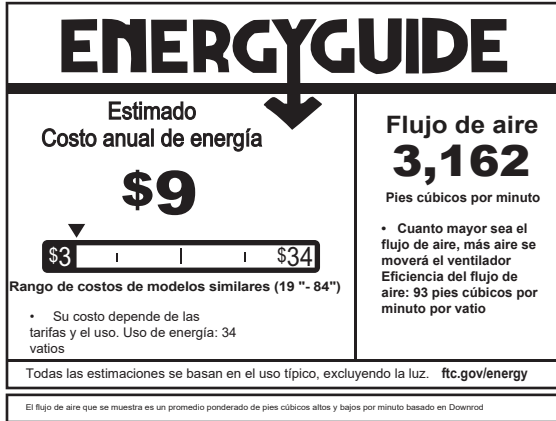 ENERGYGUIDE
Estimado
Costo anual de energía
$9
$3
$34
Rango de costos de modelos similares (19 "- 84")
• Su costo depende de las
tarifas y el uso. Uso de energía: 34
vatios
Flujo de aire
3,162
Pies cúbicos por minuto
• Cuanto mayor sea el
flujo de aire, más aire se
moverá el ventilador
Eficiencia del flujo de
aire: 93 pies cúbicos por
minuto por vatio
Todas las estimaciones se basan en el uso típico, excluyendo la luz. ftc.gov/energy
El flujo de aire que se muestra es un promedio ponderado de pies cúbicos altos y bajos por minuto basado en Downrod